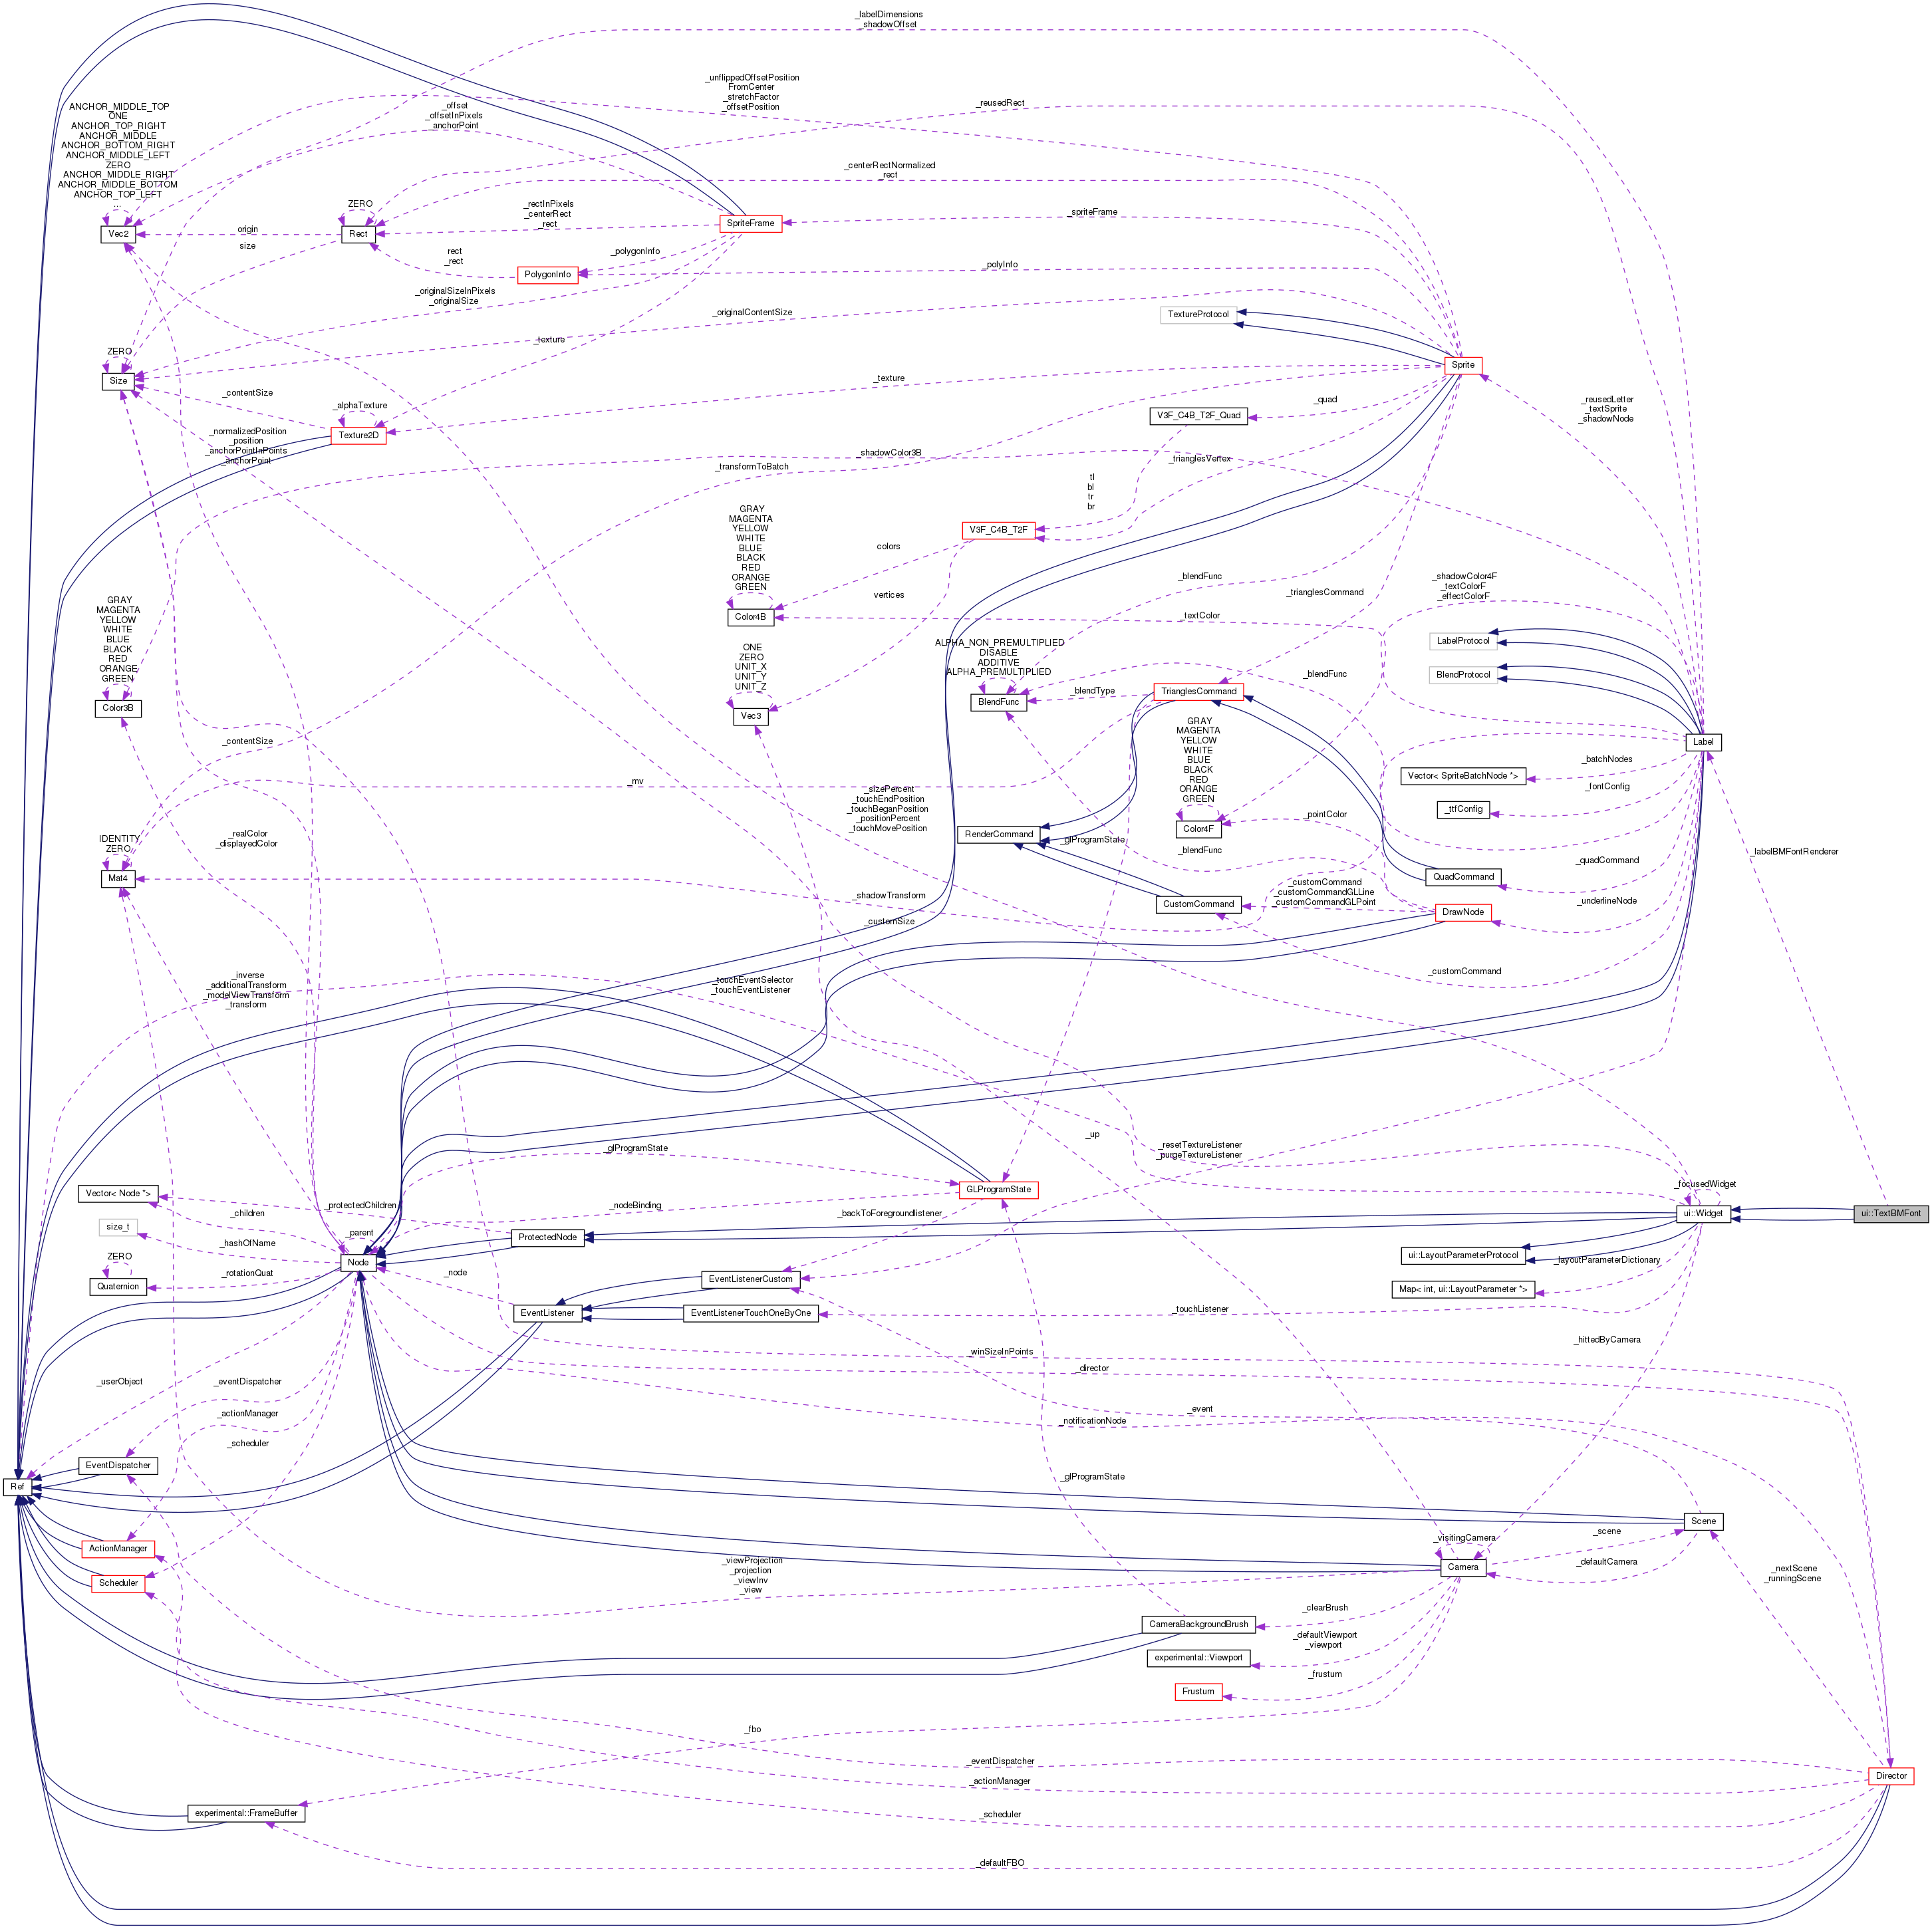 _labelDimensions
_shadowOffset
_unflippedOffsetPosition
FromCenter
_stretchFactor
_offsetPosition
_offset
_offsetInPixels
_anchorPoint
_reusedRect
ANCHOR_MIDDLE_TOP
ONE
ANCHOR_TOP_RIGHT
ANCHOR_MIDDLE
ANCHOR_BOTTOM_RIGHT
ANCHOR_MIDDLE_LEFT
ZERO
ANCHOR_MIDDLE_RIGHT
ANCHOR_MIDDLE_BOTTOM
ANCHOR_TOP_LEFT
...
_centerRectNormalized
_rect
ZERO
_rectInPixels
_centerRect
_rect
_spriteFrame
SpriteFrame
Vec2
origin
Rect
size
rect
_rect
_polygonInfo
PolygonInfo
_polyInfo
_originalSizeInPixels
_originalSize
_originalContentSize
TextureProtocol
_texture
ZERO
Size
Sprite
_contentSize
_alphaTexture
_texture
_quad
_reusedLetter
_textSprite
_shadowNode
V3F_C4B_T2F_Quad
Texture2D
_normalizedPosition
_position
_anchorPointInPoints
_anchorPoint
_shadowColor3B
_trianglesVertex
_transformToBatch
tl
bl
tr
br
GRAY
MAGENTA
YELLOW
WHITE
BLUE
BLACK
RED
ORANGE
GREEN
V3F_C4B_T2F
colors
Color4B
_blendFunc
_shadowColor4F
_textColorF
_effectColorF
vertices
_trianglesCommand
_textColor
GRAY
MAGENTA
YELLOW
WHITE
BLUE
BLACK
RED
ORANGE
GREEN
Color3B
ONE
ZERO
UNIT_X
UNIT_Y
UNIT_Z
Vec3
ALPHA_NON_PREMULTIPLIED
DISABLE
ADDITIVE
ALPHA_PREMULTIPLIED
BlendFunc
LabelProtocol
BlendProtocol
_blendFunc
_blendType
TrianglesCommand
Label
_contentSize
GRAY
MAGENTA
YELLOW
WHITE
BLUE
BLACK
RED
ORANGE
GREEN
Color4F
_batchNodes
Vector< SpriteBatchNode *>
_mv
_sizePercent
_touchEndPosition
_touchBeganPosition
_positionPercent
_touchMovePosition
_fontConfig
_ttfConfig
_pointColor
RenderCommand
_glProgramState
_realColor
_displayedColor
IDENTITY
ZERO
Mat4
_blendFunc
_quadCommand
QuadCommand
_labelBMFontRenderer
_shadowTransform
_customCommand
_customCommandGLLine
_customCommandGLPoint
CustomCommand
DrawNode
_underlineNode
_customSize
_customCommand
_inverse
_additionalTransform
_modelViewTransform
_transform
_touchEventSelector
_touchEventListener
_up
_resetTextureListener
_purgeTextureListener
_glProgramState
GLProgramState
_focusedWidget
ui::Widget
ui::TextBMFont
Vector< Node *>
_protectedChildren
_nodeBinding
_children
_backToForegroundlistener
size_t
_hashOfName
_parent
ProtectedNode
ui::LayoutParameterProtocol
_layoutParameterDictionary
ZERO
Quaternion
_rotationQuat
Node
_node
EventListenerCustom
Map< int, ui::LayoutParameter *>
EventListener
EventListenerTouchOneByOne
_touchListener
_hittedByCamera
_winSizeInPoints
_director
_userObject
_eventDispatcher
_event
_notificationNode
_actionManager
_scheduler
EventDispatcher
_glProgramState
Ref
Scene
ActionManager
_visitingCamera
_scene
_defaultCamera
Camera
Scheduler
_viewProjection
_projection
_viewInv
_view
_nextScene
_runningScene
_clearBrush
CameraBackgroundBrush
_defaultViewport
_viewport
experimental::Viewport
_frustum
Frustum
_fbo
_eventDispatcher
_actionManager
Director
experimental::FrameBuffer
_scheduler
_defaultFBO